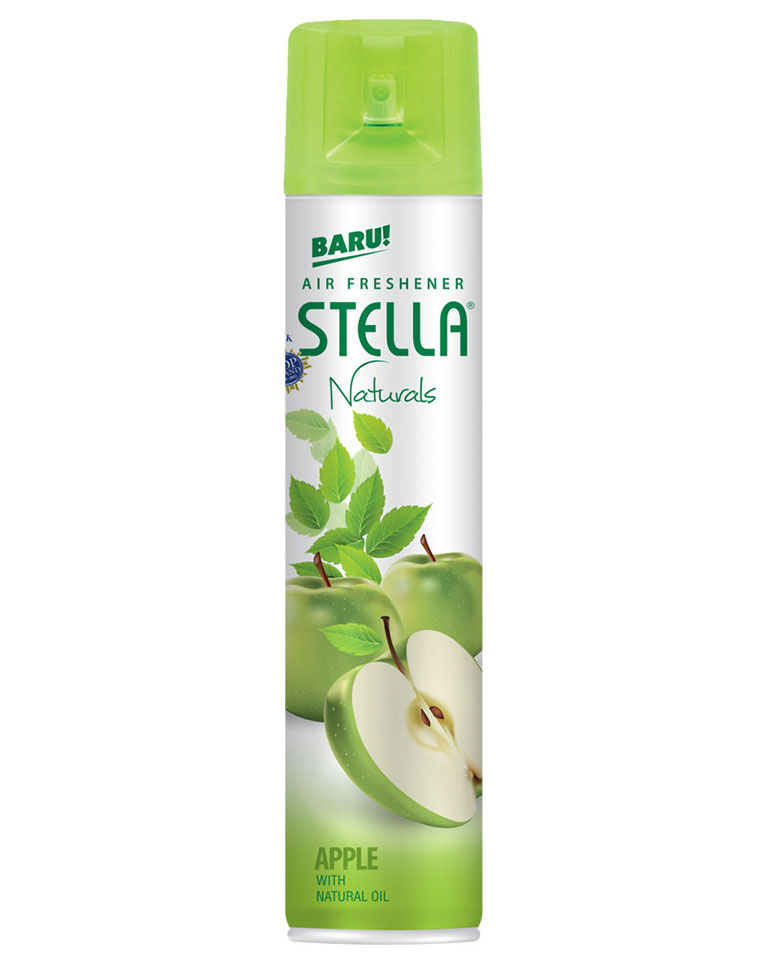 BARU!
AIR FRESHENER
STELLA®
Naturals
APPLE
WITH
NATURAL OIL